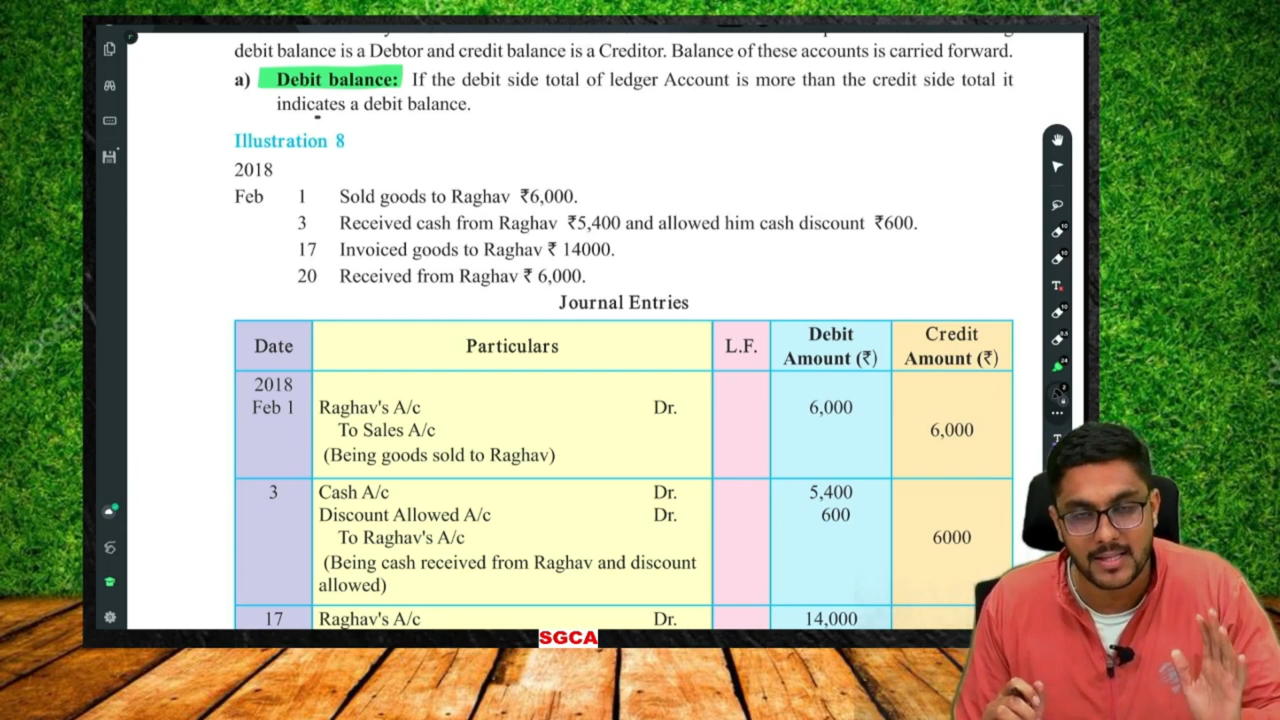 debit balance is a Debtor and credit balance is a Creditor. Balance of these accounts is carried forward.
a) Debit balance: If the debit side total of ledger Account is more than the credit side total it
indicates a debit balance.
Illustration 8
2018
Feb 1 Sold goods to Raghav ₹6,000.
3 Received cash from Raghav ₹5,400 and allowed him cash discount ₹600.
17 Invoiced goods to Raghav ₹ 14000.
20 Received from Raghav ₹ 6,000.
Journal Entries
Date Particulars L.F. Debit Amount (₹) Credit Amount (₹)
2018
Feb 1 Raghav's A/c Dr. 6,000
To Sales A/c 6,000
(Being goods sold to Raghav)
3 Cash A/c Dr. 5,400
Discount Allowed A/c Dr. 600
To Raghav's A/c 6000
(Being cash received from Raghav and discount
allowed)
17 Raghav's A/c Dr. 14,000
SGCA